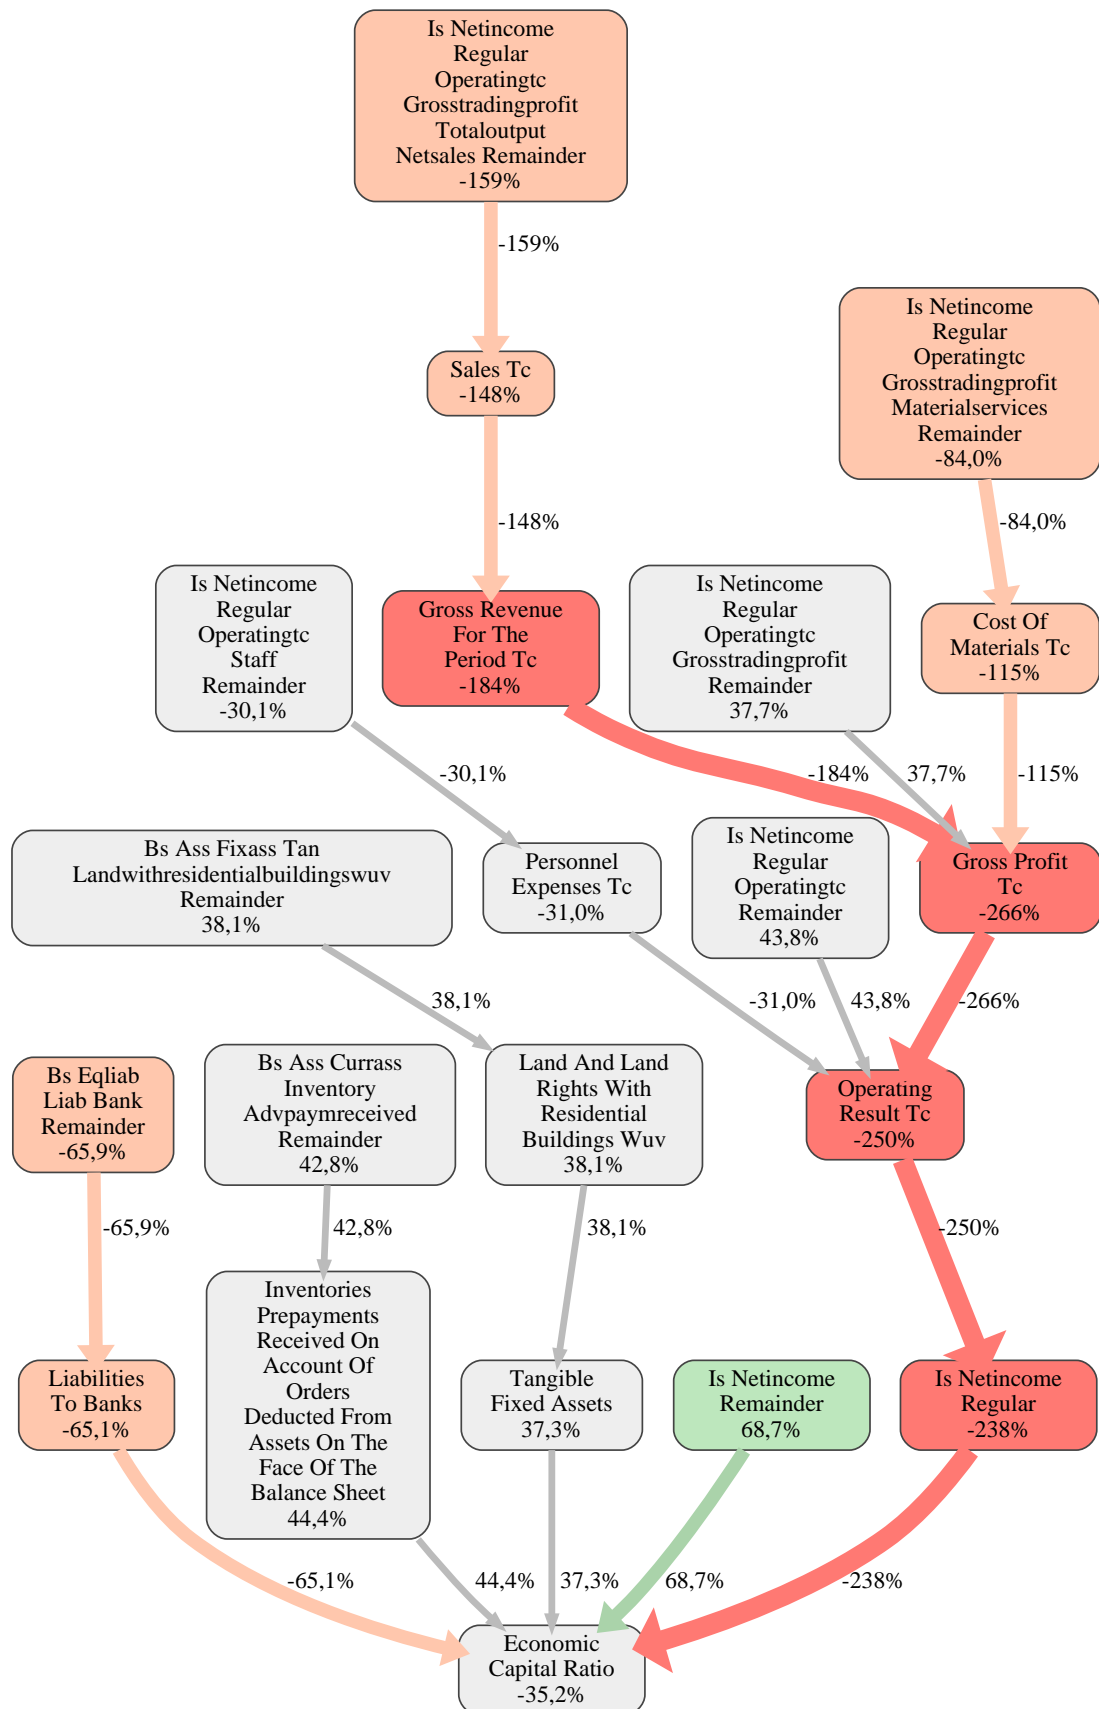 Is Netincome
Regular
Operatingtc
Grosstradingprofit
Totaloutput
Netsales Remainder
-159%
-159%
Is Netincome
Regular
Operatingtc
Grosstradingprofit
Materialservices
Remainder
-84,0%
Sales Tc
-148%
-148%
-84,0%
Is Netincome
Regular
Operatingtc
Staff
Remainder
-30,1%
Gross Revenue
For The
Period Tc
-184%
Is Netincome
Regular
Operatingtc
Grosstradingprofit
Remainder
37,7%
Cost Of
Materials Tc
-115%
-30,1%
-184%
37,7%
-115%
Bs Ass Fixass Tan
Landwithresidentialbuildingswuv
Remainder
38,1%
Personnel
Expenses Tc
-31,0%
Is Netincome
Regular
Operatingtc
Remainder
43,8%
Gross Profit
Tc
-266%
38,1%
-31,0%
43,8%
-266%
Bs Eqliab
Liab Bank
Remainder
-65,9%
Bs Ass Currass
Inventory
Advpaymreceived
Remainder
42,8%
Land And Land
Rights With
Residential
Buildings Wuv
38,1%
Operating
Result Tc
-250%
-65,9%
42,8%
38,1%
-250%
Liabilities
To Banks
-65,1%
Inventories
Prepayments
Received On
Account Of
Orders
Deducted From
Assets On The
Face Of The
Balance Sheet
44,4%
Tangible
Fixed Assets
37,3%
Is Netincome
Remainder
68,7%
Is Netincome
Regular
-238%
-65,1%
44,4%
37,3%
68,7%
-238%
Economic
Capital Ratio
-35,2%